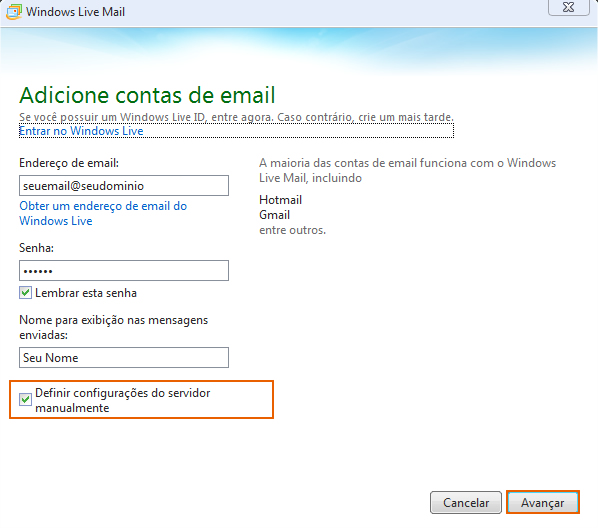 Windows Live Mail
Adicione contas de email
Se você possuir um Windows Live ID, entre agora. Caso contrário, crie um mais tarde.
Entrar no Windows Live
Endereço de email:
seuemail@seudominio
Obter um endereço de email do
Windows Live
Senha:
••••••
Lembrar esta senha
Nome para exibição nas mensagens
enviadas:
Seu Nome
Definir configurações do servidor
manualmente
A maioria das contas de email funciona com o Windows
Live Mail, incluindo
Hotmail
Gmail
entre outros.
Cancelar
Avançar